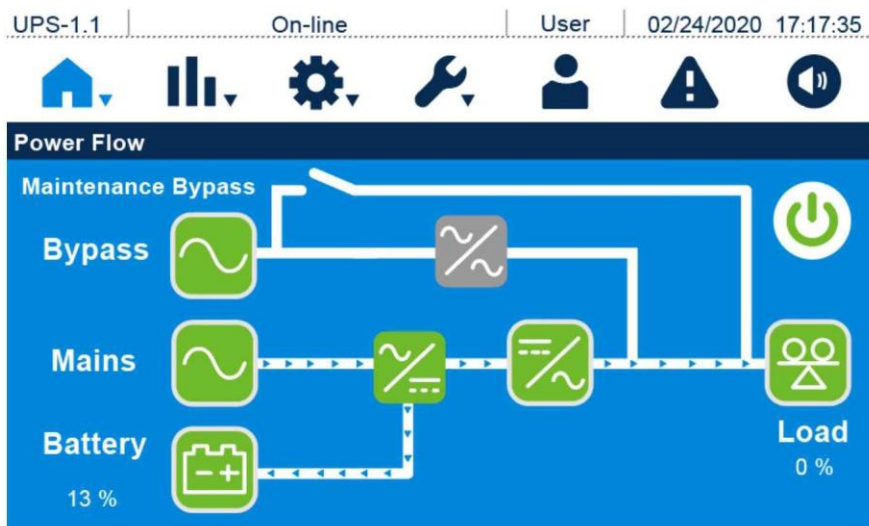 UPS-1.1 On-line User 02/24/2020 17:17:35
Power Flow
Maintenance Bypass
Bypass
Mains
Battery
13 %
Load
0 %